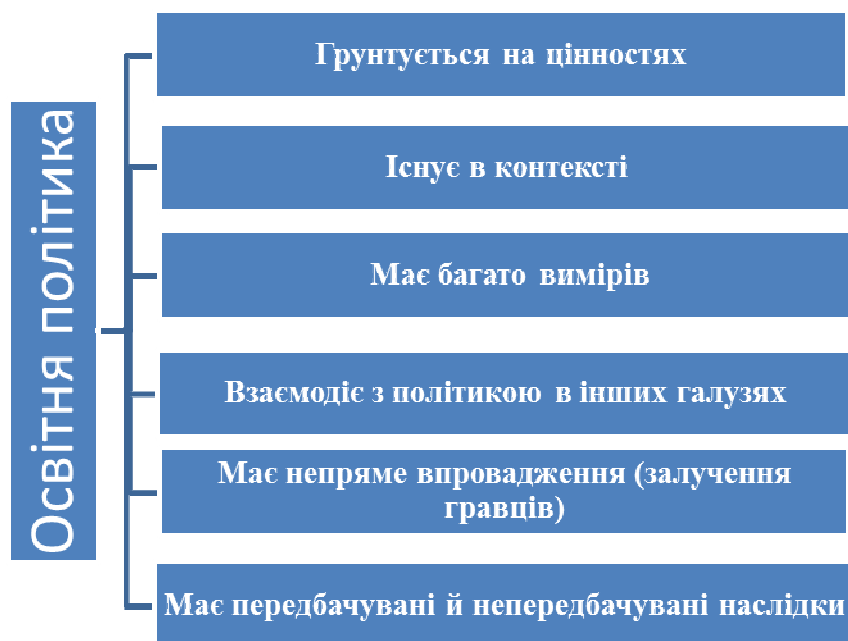 Освітня політика
Грунтується на цінностях
Існує в контексті
Має багато вимірів
Взаємодіє з політикою в інших галузях
Має непряме впровадження (залучення
гравців)
Має передбачувані й непередбачувані наслідки